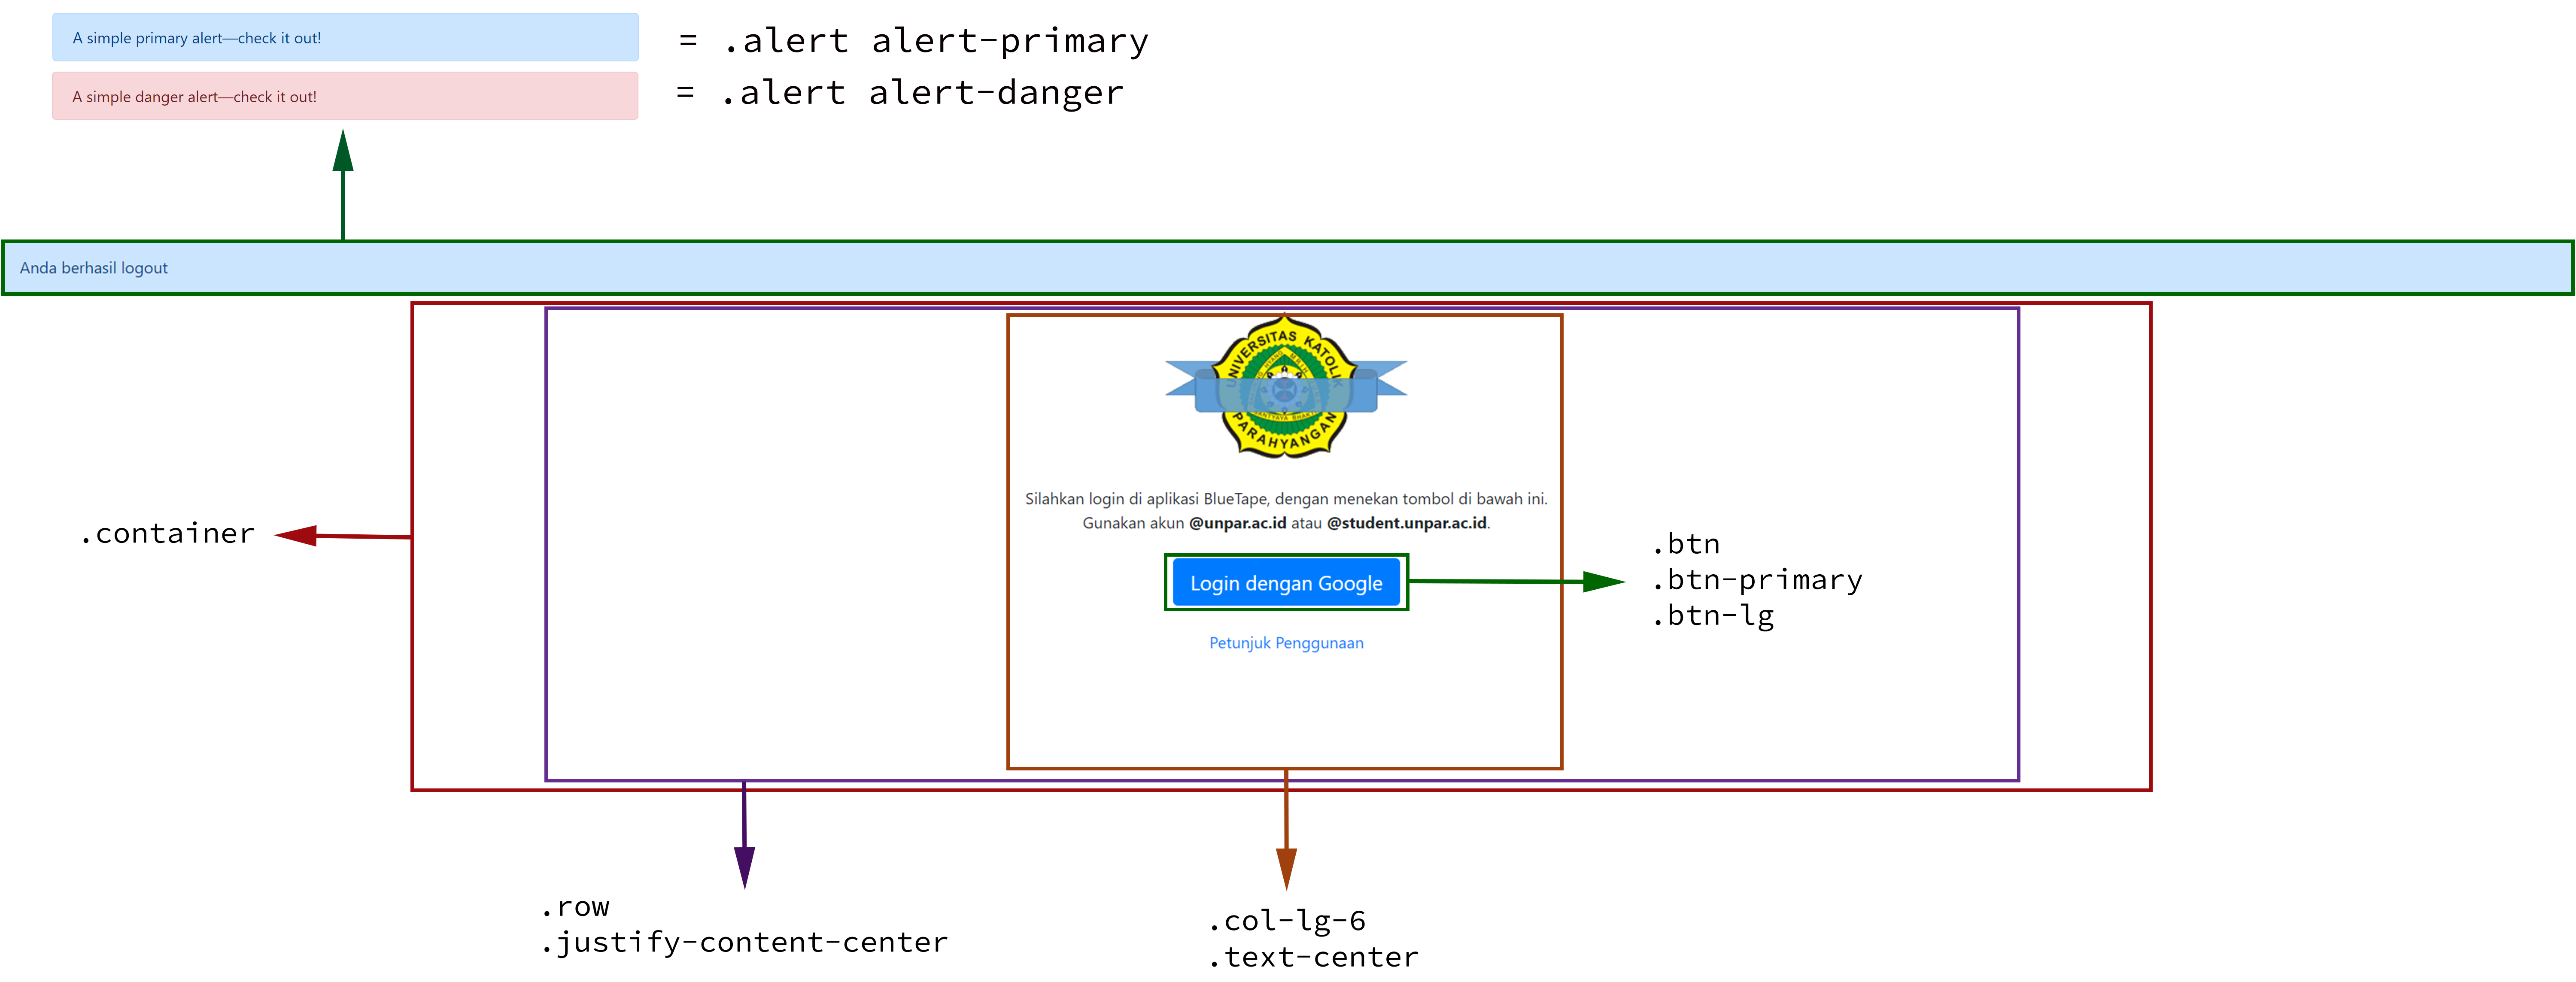 A simple primary alert—check it out!
= .alert alert-primary
A simple danger alert—check it out!
= .alert alert-danger
Anda berhasil logout
UNIVERSITAS KATOLIK
PARAHYANGAN
Silahkan login di aplikasi BlueTape, dengan menekan tombol di bawah ini.
Gunakan akun @unpar.ac.id atau @student.unpar.ac.id.
.container
Login dengan Google
.btn
.btn-primary
.btn-lg
Petunjuk Penggunaan
.row
.justify-content-center
.col-lg-6
.text-center